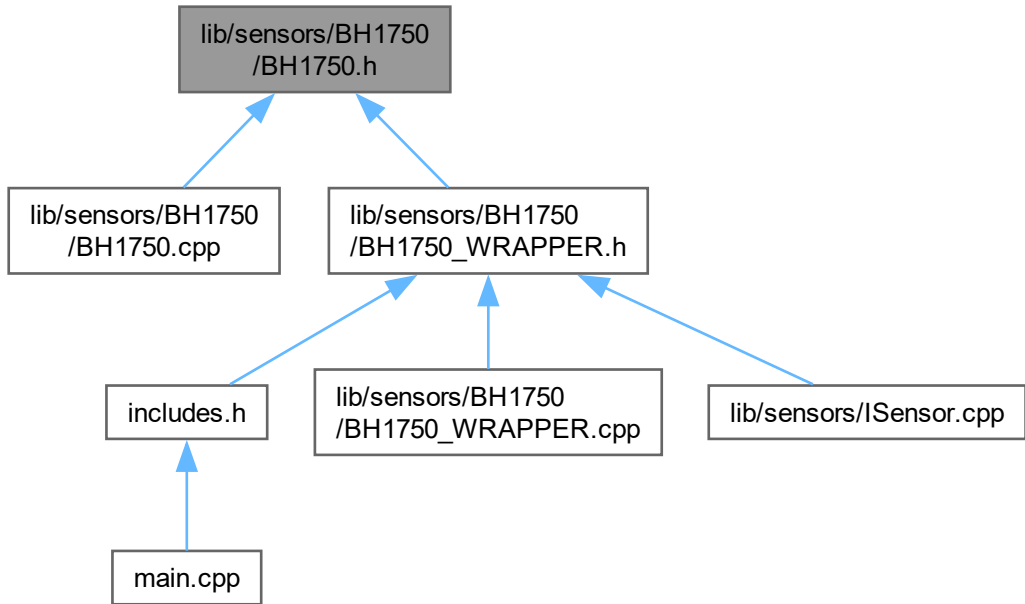 lib/sensors/BH1750
/BH1750.h
lib/sensors/BH1750
/BH1750.cpp
lib/sensors/BH1750
/BH1750_WRAPPER.h
includes.h
lib/sensors/BH1750
/BH1750_WRAPPER.cpp
lib/sensors/ISensor.cpp
main.cpp